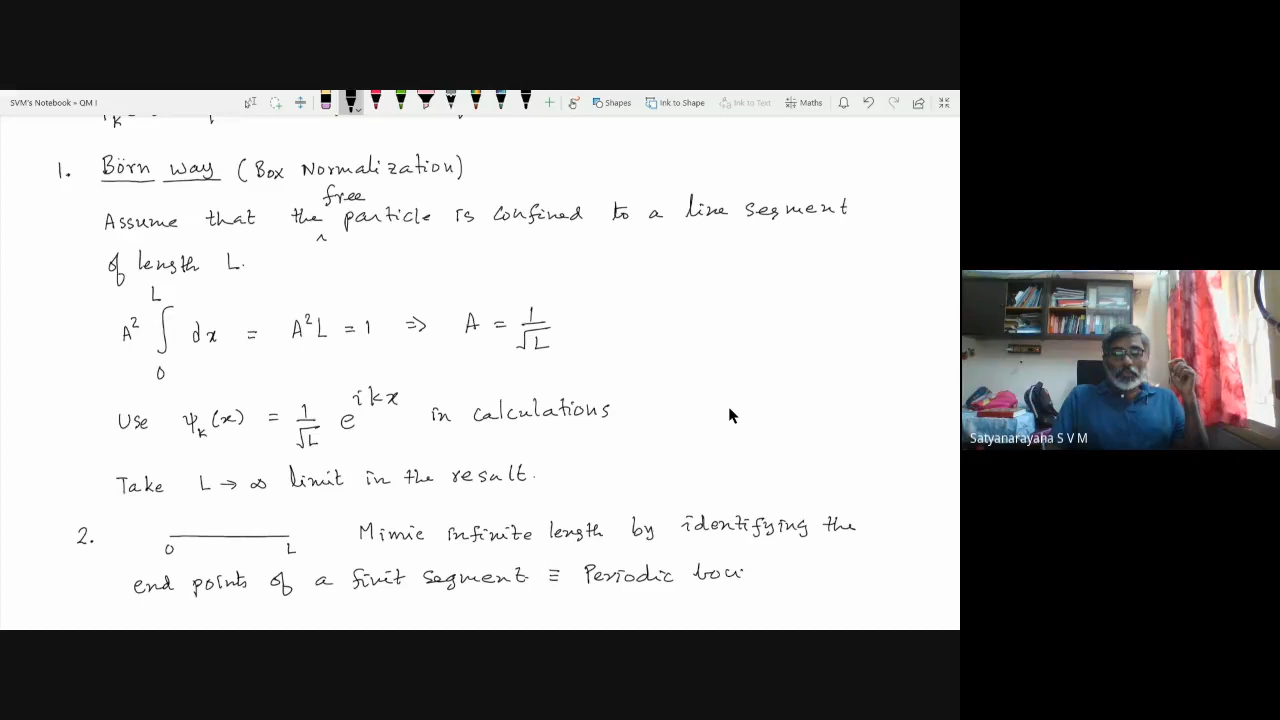 SVM's Notebook » QM I
Shapes
Ink to Shape
Ink to Text
Maths
1. Börn way (Box Normalization)
free
Assume that the particle is confined to a line segment
of length L.
A² ∫₀ᴸ dx = A²L = 1 ⇒ A = 1/√L
Use ψₖ(x) = 1/√L e^{ikx} in calculations
Take L → ∞ limit in the result.
2. 0 L Mimic infinite length by identifying the
end points of a finit segment ≡ Periodic bou
Satyanarayana S V M